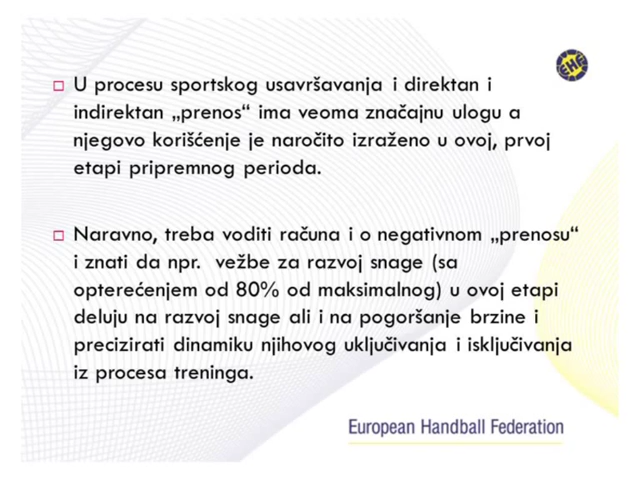 U procesu sportskog usavršavanja i direktan i
indirektan „prenos“ ima veoma značajnu ulogu a
njegovo korišćenje je naročito izraženo u ovoj, prvoj
etapi pripremnog perioda.
Naravno, treba voditi računa i o negativnom „prenosu“
i znati da npr. vežbe za razvoj snage (sa
opterećenjem od 80% od maksimalnog) u ovoj etapi
deluju na razvoj snage ali i na pogoršanje brzine i
precizirati dinamiku njihovog uključivanja i isključivanja
iz procesa treninga.
EHF
European Handball Federation